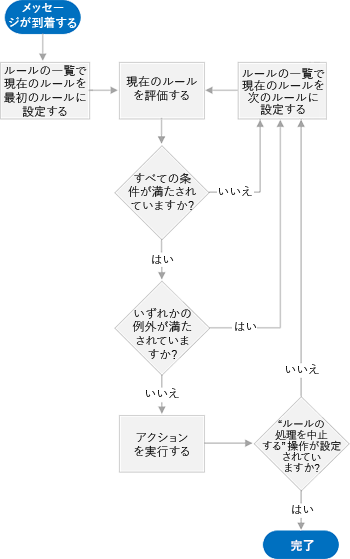 メッセー
ジが到着する
ルールの一覧で
現在のルールを
最初のルールに
設定する
現在のルール
を評価する
ルールの一覧で
現在のルールを
次のルールに
設定する
すべての条
件が満たされ
ていますか?
いいえ
はい
いずれかの
例外が満た
されていま
すか?
はい
いいえ
いいえ
アクション
を実行する
“ルールの
処理を中止
する”操作が設定
されてい
ますか?
はい
完了